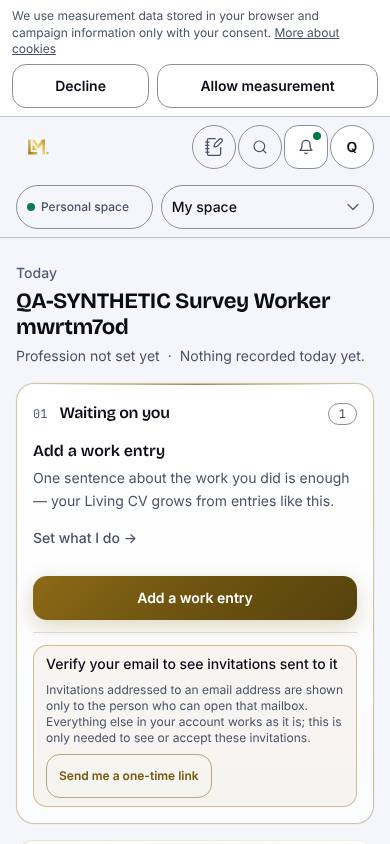 We use measurement data stored in your browser and
campaign information only with your consent. More about
cookies
Decline
Allow measurement
LM.
Q
Personal space
My space
Today
QA-SYNTHETIC Survey Worker
mwrtm7od
Profession not set yet · Nothing recorded today yet.
01 Waiting on you
1
Add a work entry
One sentence about the work you did is enough
— your Living CV grows from entries like this.
Set what I do →
Add a work entry
Verify your email to see invitations sent to it
Invitations addressed to an email address are shown
only to the person who can open that mailbox.
Everything else in your account works as it is; this is
only needed to see or accept these invitations.
Send me a one-time link